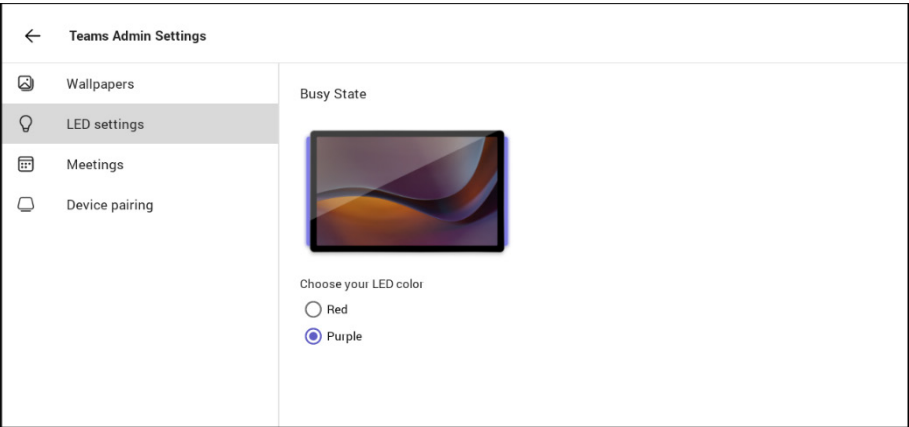 Teams Admin Settings
Wallpapers
LED settings
Meetings
Device pairing
Busy State
Choose your LED color
Red
Purple